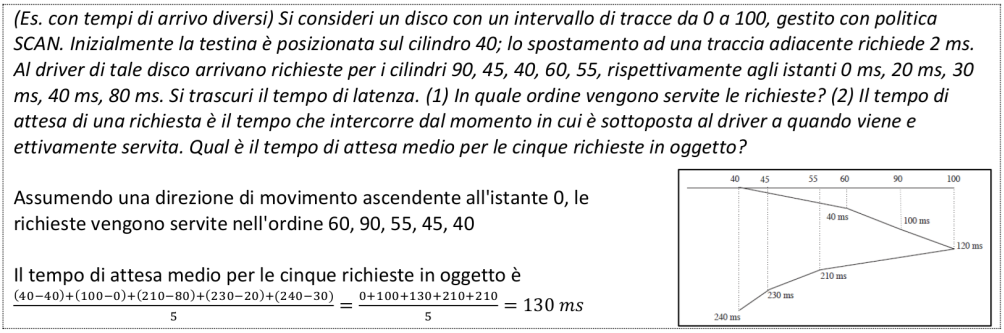 (Es. con tempi di arrivo diversi) Si consideri un disco con un intervallo di tracce da 0 a 100, gestito con politica
SCAN. Inizialmente la testina è posizionata sul cilindro 40; lo spostamento ad una traccia adiacente richiede 2 ms.
Al driver di tale disco arrivano richieste per i cilindri 90, 45, 40, 60, 55, rispettivamente agli istanti 0 ms, 20 ms, 30
ms, 40 ms, 80 ms. Si trascuri il tempo di latenza. (1) In quale ordine vengono servite le richieste? (2) Il tempo di
attesa di una richiesta è il tempo che intercorre dal momento in cui è sottoposta al driver a quando viene e
ettivamente servita. Qual è il tempo di attesa medio per le cinque richieste in oggetto?
Assumendo una direzione di movimento ascendente all'istante 0, le
richieste vengono servite nell'ordine 60, 90, 55, 45, 40
Il tempo di attesa medio per le cinque richieste in oggetto è
(40−40)+(100−0)+(210−80)+(230−20)+(240−30)/5 = 0+100+130+210+210/5 = 130 ms
40 45 55 60 90 100
40 ms
100 ms
120 ms
210 ms
230 ms
240 ms